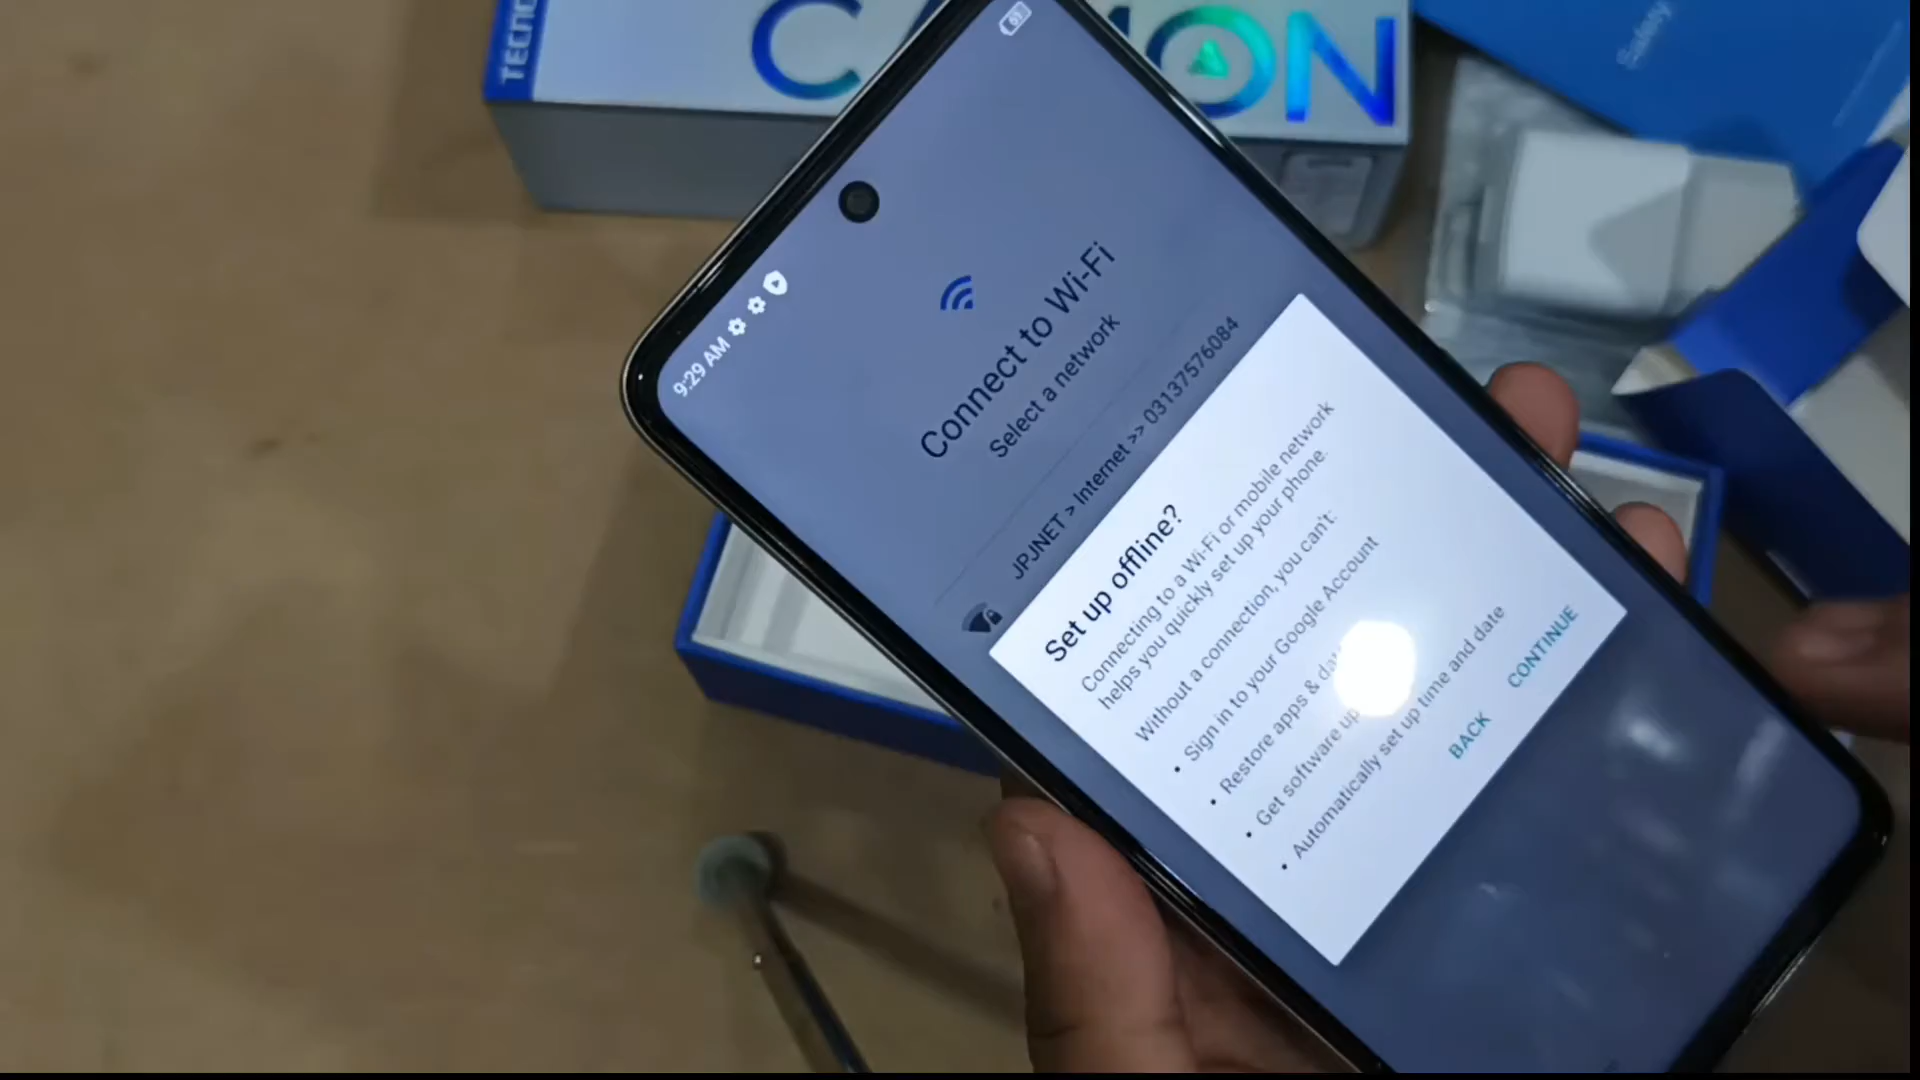 TECNO
CAMON
Safety
9:29 AM
Connect to Wi-Fi
Select a network
JPJNET > Internet >> 03137576084
Set up offline?
Connecting to a Wi-Fi or mobile network
helps you quickly set up your phone.
Without a connection, you can't:
• Sign in to your Google Account
• Restore apps &
• Get software
• Automatically set up time and date
BACK
CONTINUE